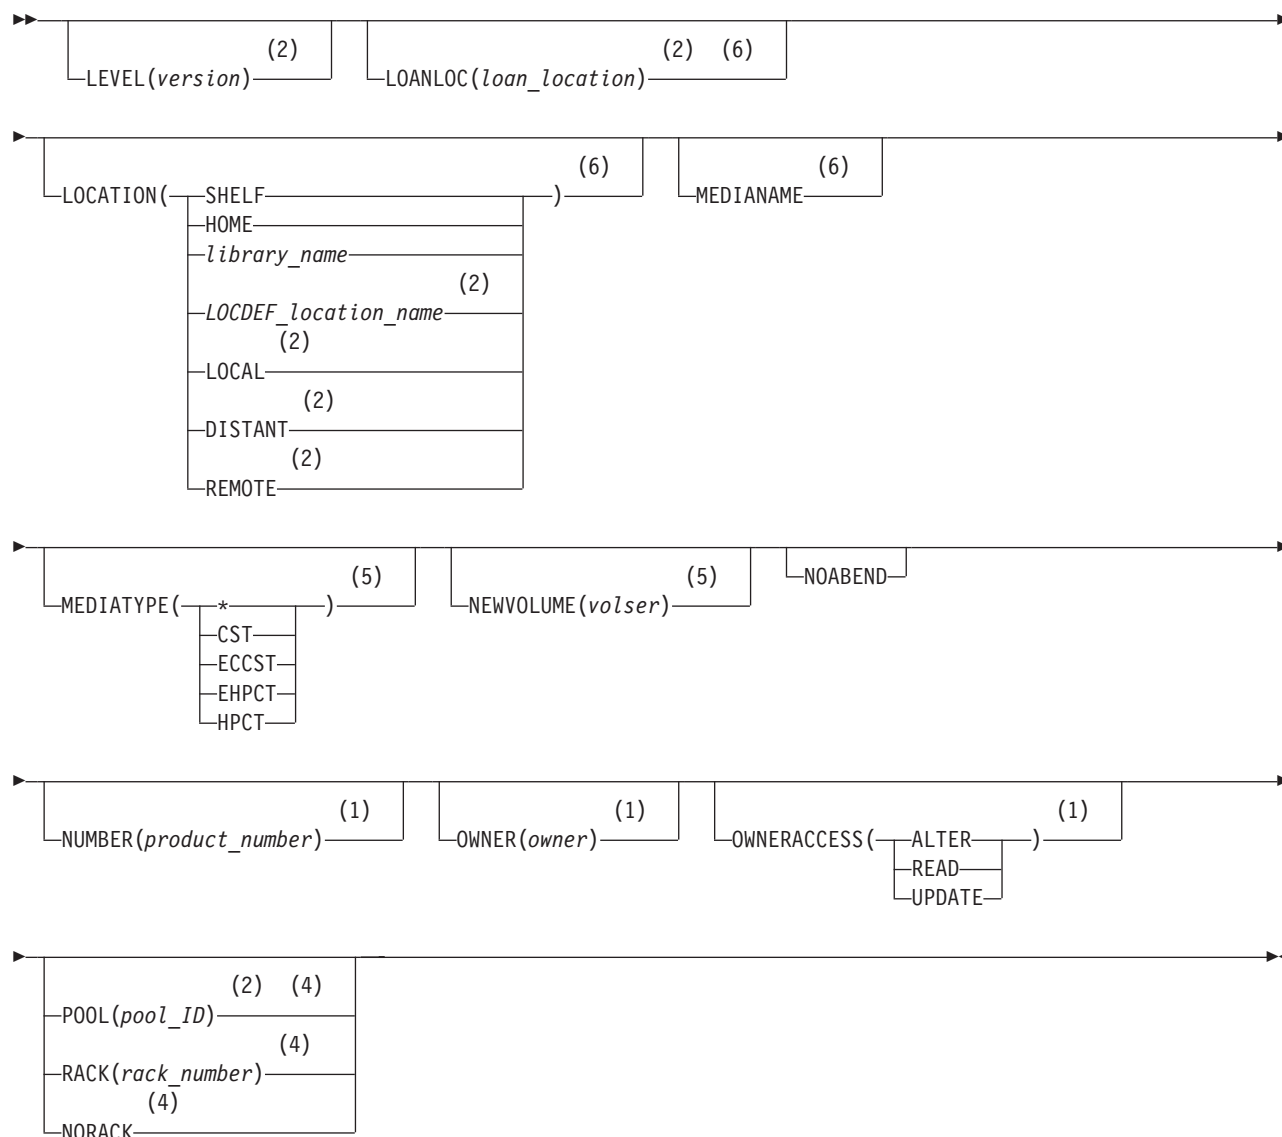 (2) (2) (6)
LEVEL(version) LOANLOC(loan_location)
(6) (6)
LOCATION( SHELF ) MEDIANAME
HOME
library_name
(2)
LOCDEF_location_name
(2)
LOCAL
(2)
DISTANT
(2)
REMOTE
(5) (5)
NOABEND
MEDIATYPE( * ) NEWVOLUME(volser)
CST
ECCST
EHPCT
HPCT
(1) (1) (1)
NUMBER(product_number) OWNER(owner) OWNERACCESS( ALTER )
READ
UPDATE
(2) (4)
POOL(pool_ID)
(4)
RACK(rack_number)
(4)
NORACK